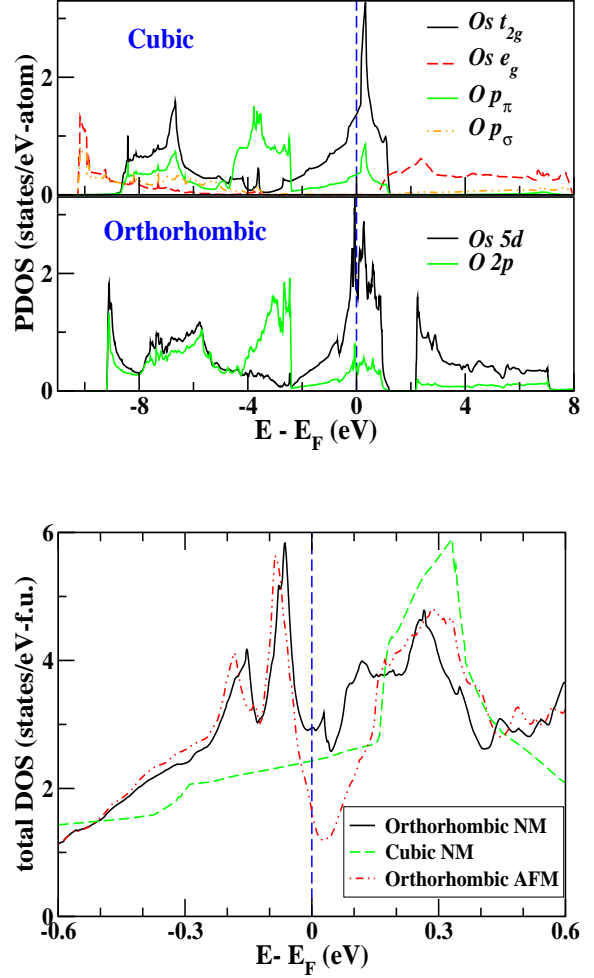 Cubic
Os t2g
Os eg
O pπ
O pσ
2
0
PDOS (states/eV-atom)
Orthorhombic
Os 5d
O 2p
2
0
-8
-4
0
4
8
E - EF (eV)
6
4
2
0
total DOS (states/eV-f.u.)
Orthorhombic NM
Cubic NM
Orthorhombic AFM
-0.6
-0.3
0
0.3
0.6
E- EF (eV)